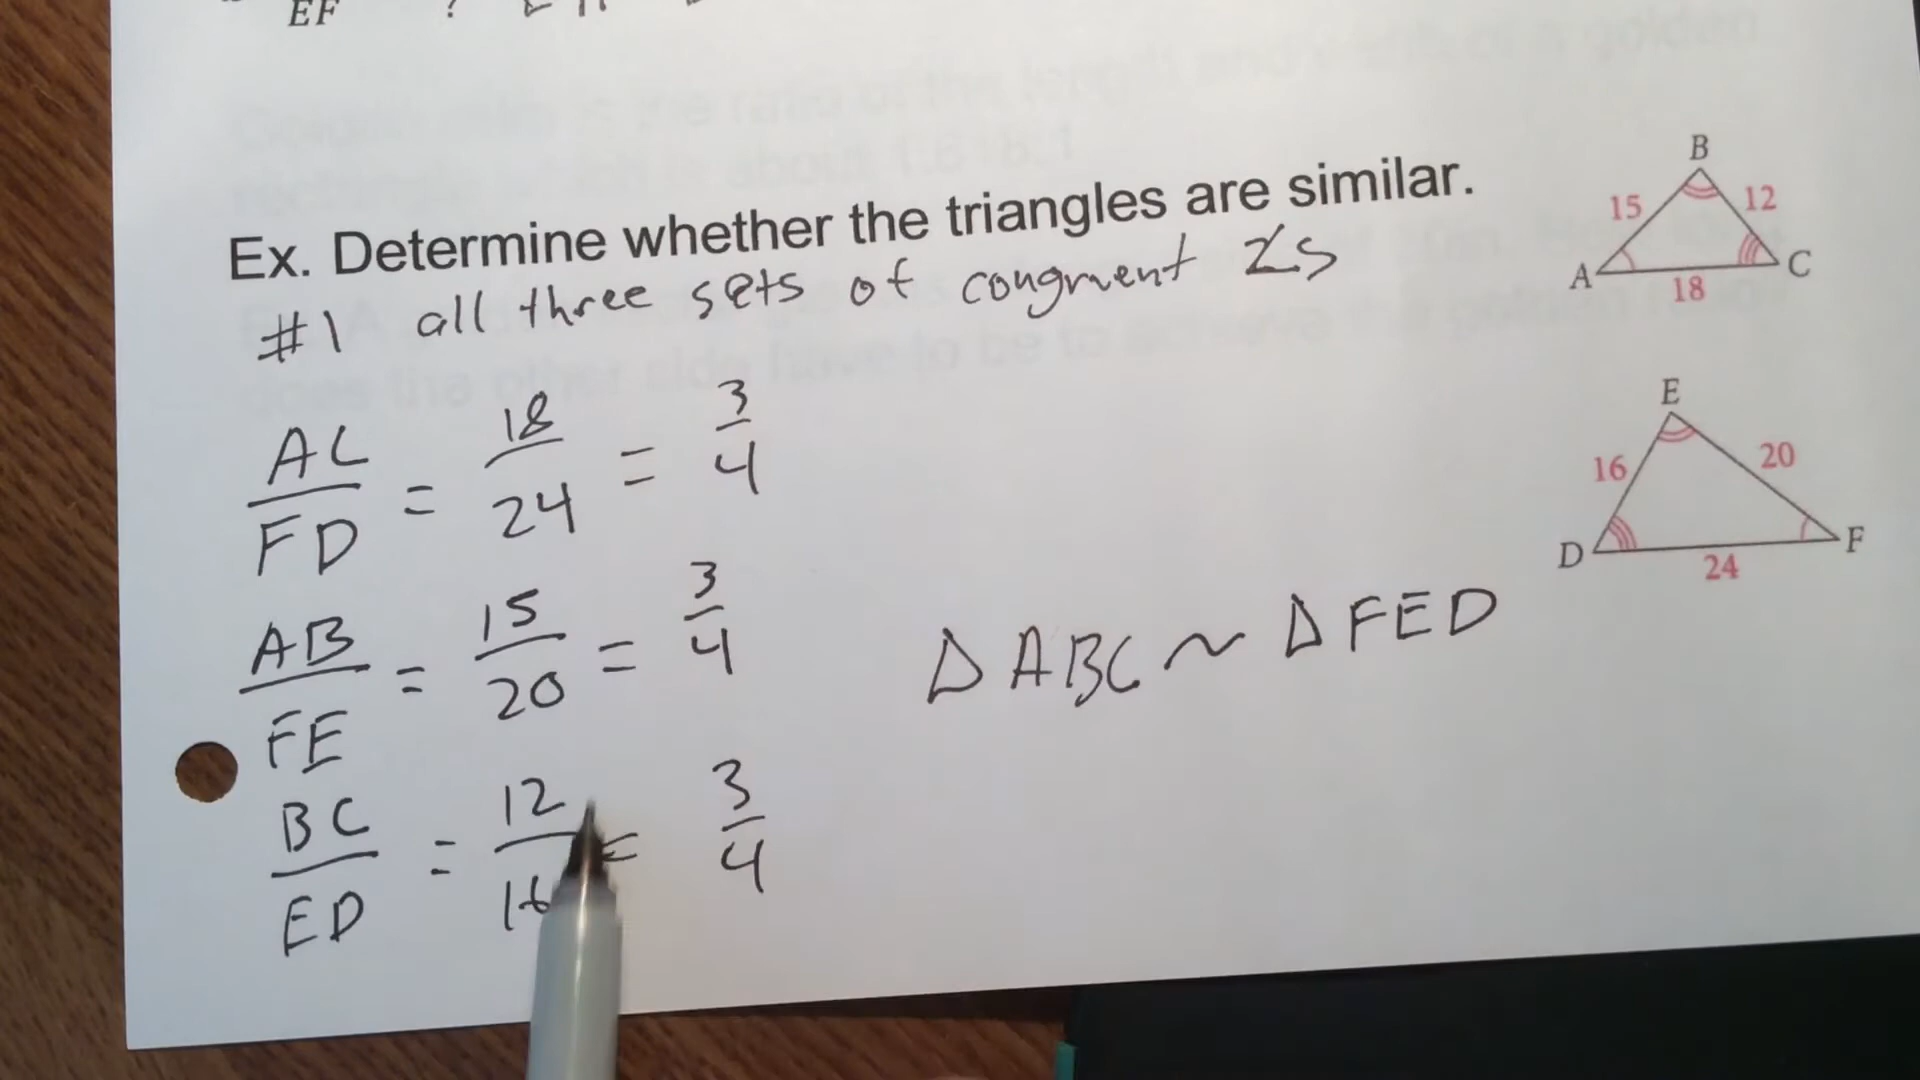 EF ?
Ex. Determine whether the triangles are similar.
#1 all three sets of congruent ∠s
AC/FD = 18/24 = 3/4
AB/FE = 15/20 = 3/4
BC/ED = 12/16 = 3/4
△ABC ~ △FED
B
15 12
A C
18
E
16 20
D F
24